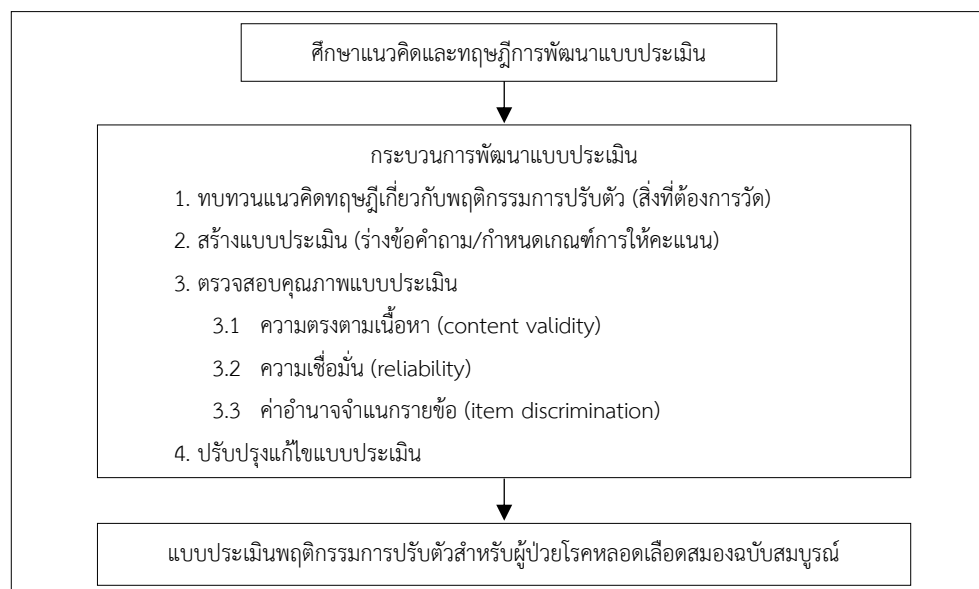 ศึกษาแนวคิดและทฤษฎีการพัฒนาแบบประเมิน
กระบวนการพัฒนาแบบประเมิน
1. ทบทวนแนวคิดทฤษฎีเกี่ยวกับพฤติกรรมการปรับตัว (สิ่งที่ต้องการวัด)
2. สร้างแบบประเมิน (ร่างข้อคำถาม/กำหนดเกณฑ์การให้คะแนน)
3. ตรวจสอบคุณภาพแบบประเมิน
3.1 ความตรงตามเนื้อหา (content validity)
3.2 ความเชื่อมั่น (reliability)
3.3 ค่าอำนาจจำแนกรายข้อ (item discrimination)
4. ปรับปรุงแก้ไขแบบประเมิน
แบบประเมินพฤติกรรมการปรับตัวสำหรับผู้ป่วยโรคหลอดเลือดสมองฉบับสมบูรณ์